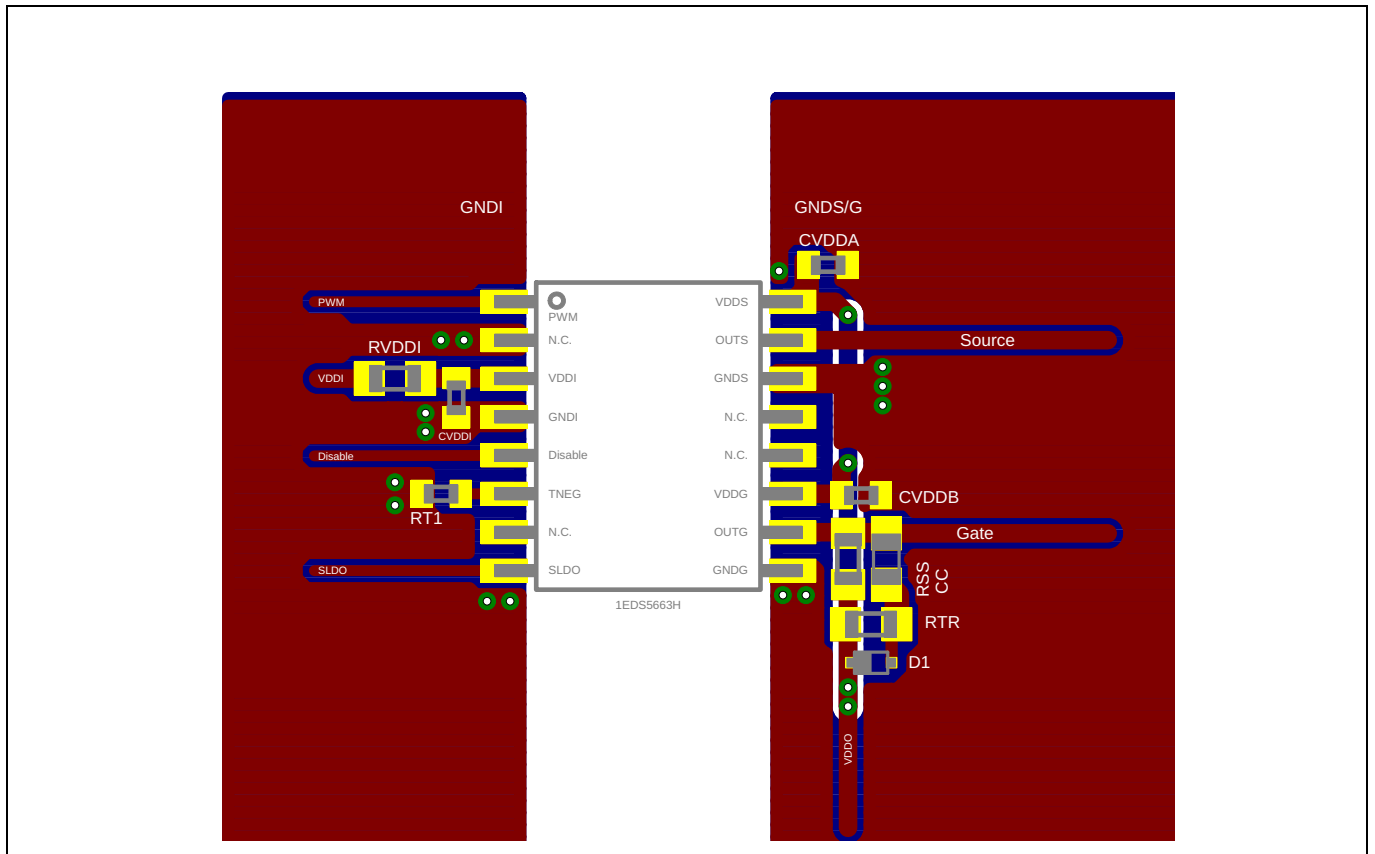 GNDI
GNDS/G
CVDDA
PWM
PWM
VDDS
N.C.
OUTS
Source
RVDDI
VDDI
VDDI
GNDS
GNDI
N.C.
CVDDI
Disable
Disable
N.C.
TNEG
VDDG
CVDDB
RT1
N.C.
OUTG
Gate
SLDO
SLDO
GNDG
RSS
CC
1EDS5663H
RTR
D1
VDDO